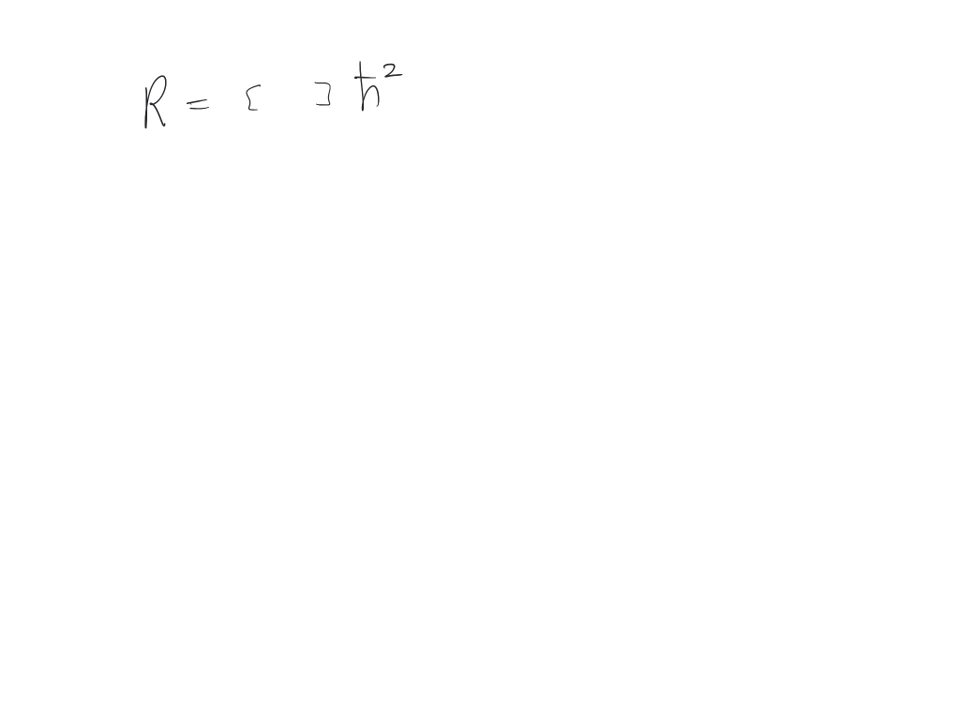 R = [ ] ℏ²